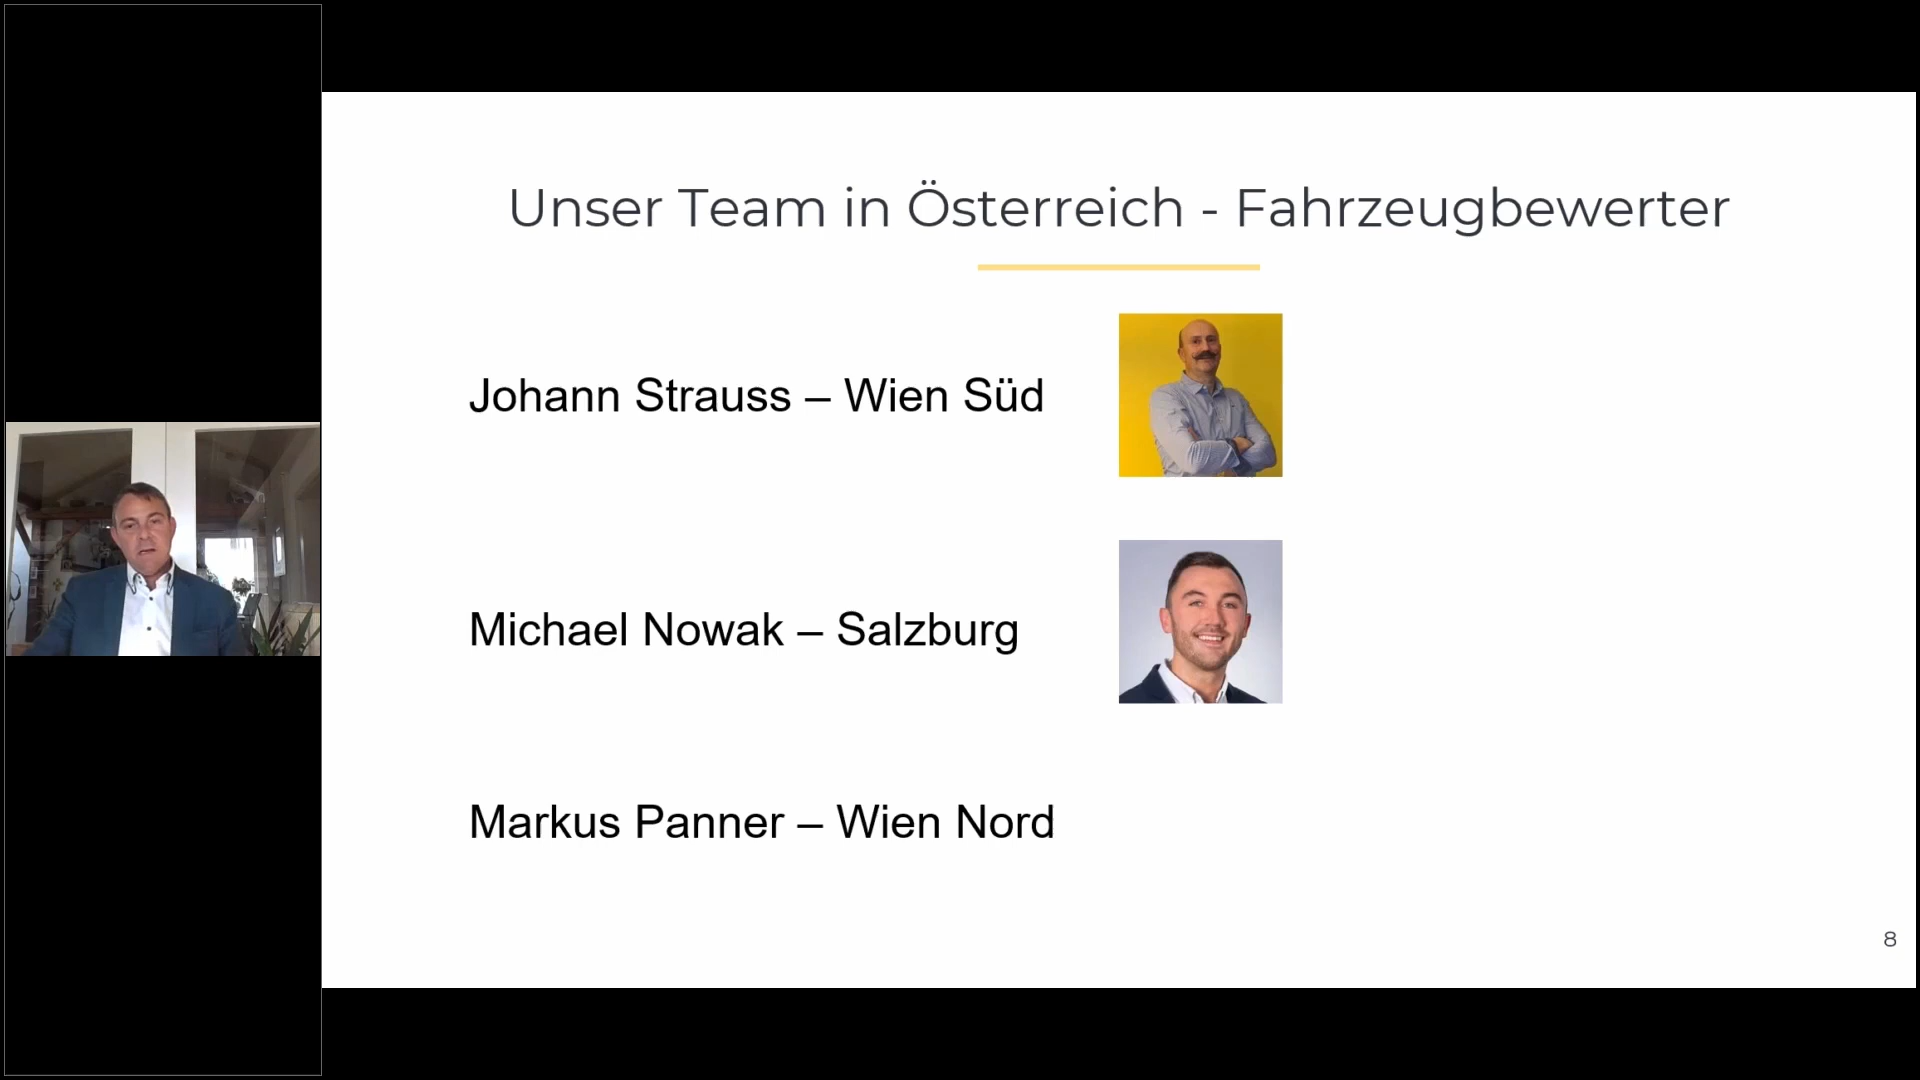 Unser Team in Österreich - Fahrzeugbewerter
Johann Strauss – Wien Süd
Michael Nowak – Salzburg
Markus Panner – Wien Nord
8